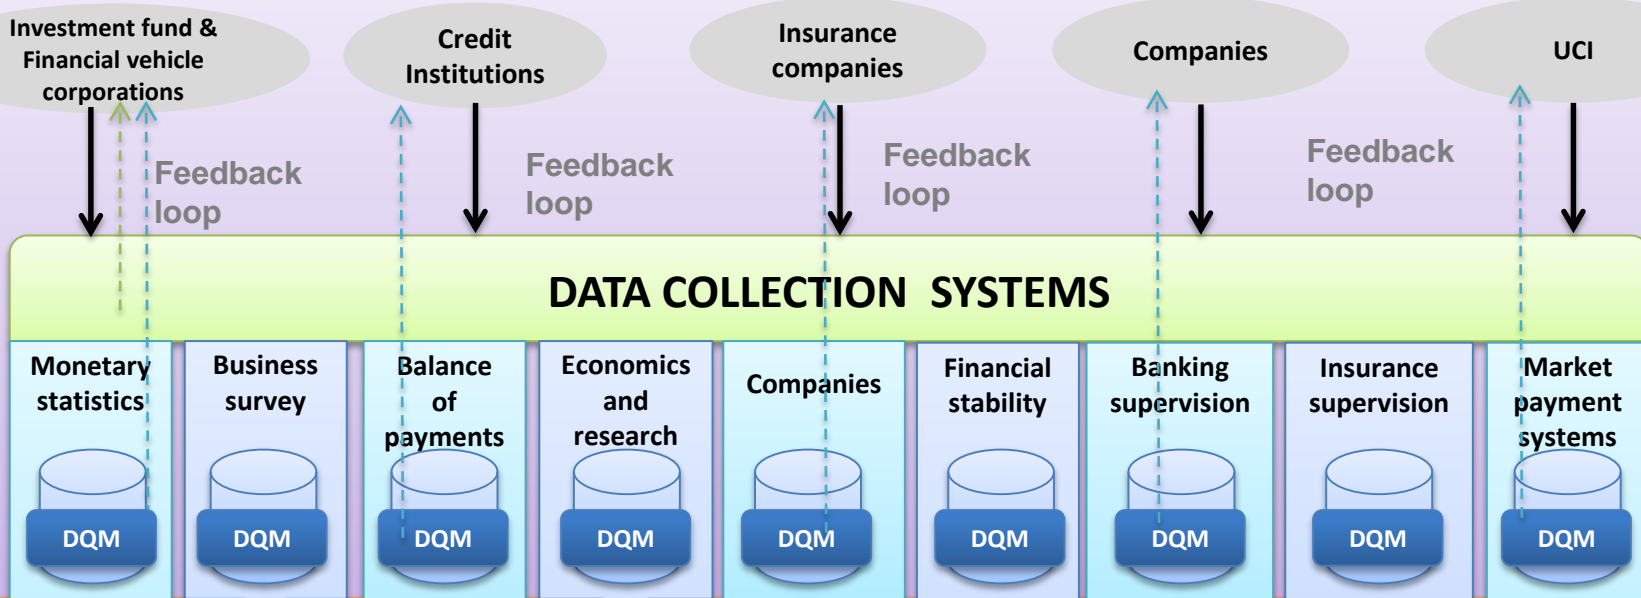 Investment fund &
Financial vehicle
corporations
Credit
Institutions
Insurance
companies
Companies
UCI
Feedback
loop
Feedback
loop
Feedback
loop
Feedback
loop
DATA COLLECTION SYSTEMS
Monetary
statistics
Business
survey
Balance
of
payments
Economics
and
research
Companies
Financial
stability
Banking
supervision
Insurance
supervision
Market
payment
systems
DQM
DQM
DQM
DQM
DQM
DQM
DQM
DQM
DQM